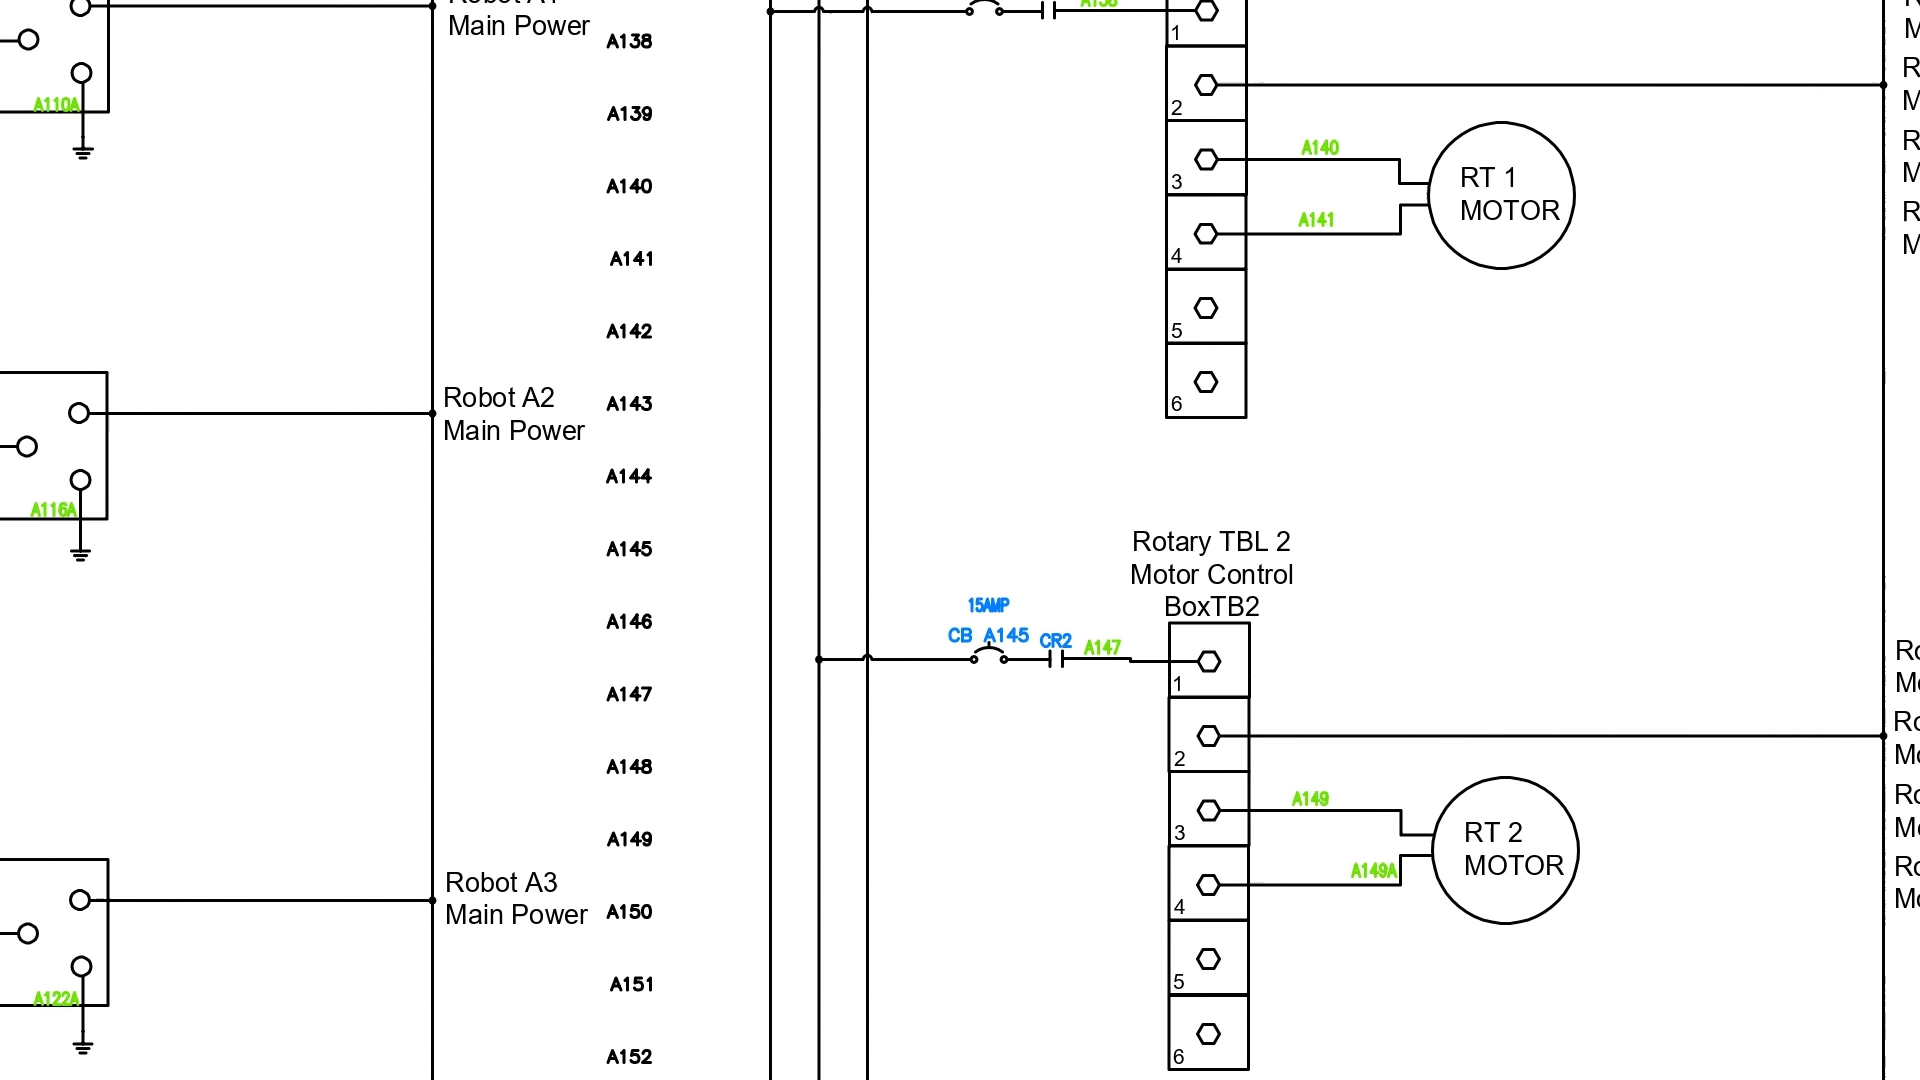 Main Power
A110A
Robot A2
Main Power
A116A
Robot A3
Main Power
A122A
A138
A139
A140
A141
A142
A143
A144
A145
A146
A147
A148
A149
A150
A151
A152
1
2
3
4
5
6
A140
A141
RT 1
MOTOR
Rotary TBL 2
Motor Control
BoxTB2
15AMP
CB A145
CR2
A147
1
2
3
4
5
6
A149
A149A
RT 2
MOTOR